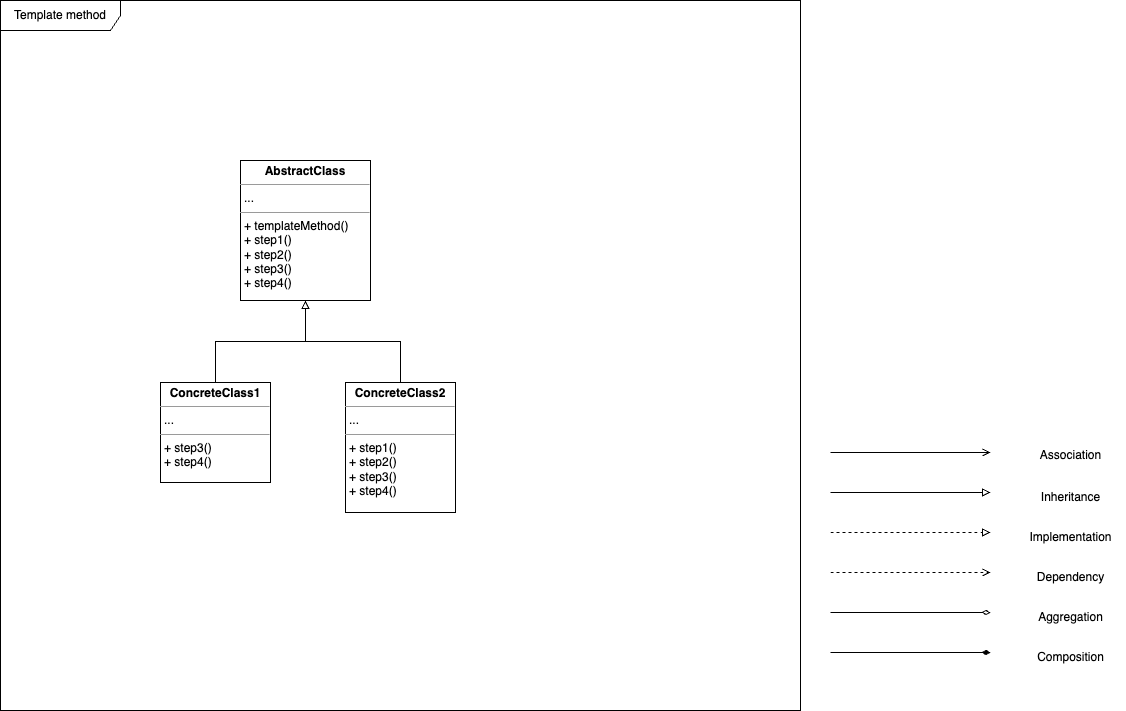 Template method
AbstractClass
...
+ templateMethod()
+ step1()
+ step2()
+ step3()
+ step4()
ConcreteClass1
...
+ step3()
+ step4()
ConcreteClass2
...
+ step1()
+ step2()
+ step3()
+ step4()
Association
Inheritance
Implementation
Dependency
Aggregation
Composition